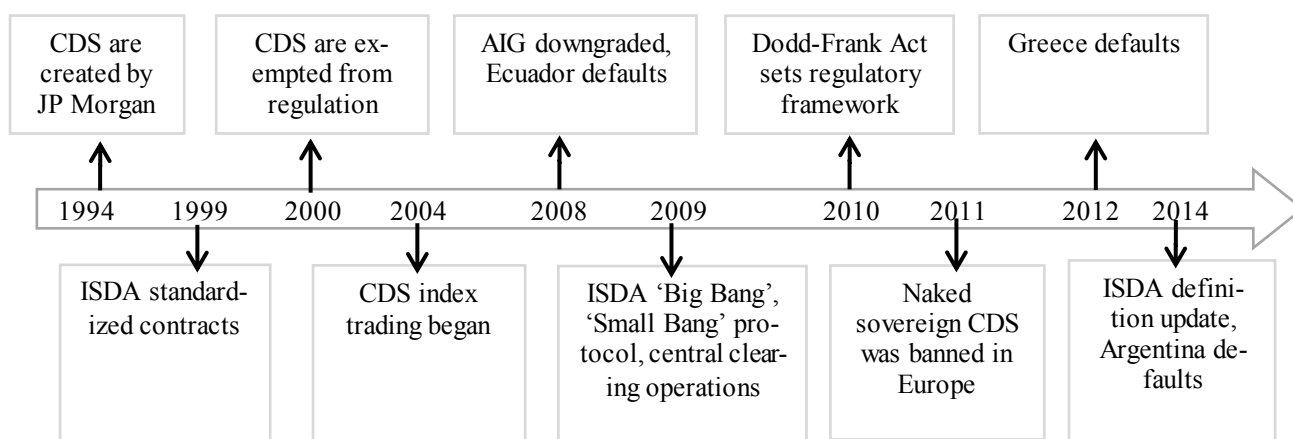 CDS are
created by
JP Morgan
CDS are ex-
empted from
regulation
AIG downgraded,
Ecuador defaults
Dodd-Frank Act
sets regulatory
framework
Greece defaults
1994 1999 2000 2004 2008 2009 2010 2011 2012 2014
ISDA standard-
ized contracts
CDS index
trading began
ISDA ‘Big Bang’,
‘Small Bang’ pro-
tocol, central clear-
ing operations
Naked
sovereign CDS
was banned in
Europe
ISDA defini-
tion update,
Argentina de-
faults